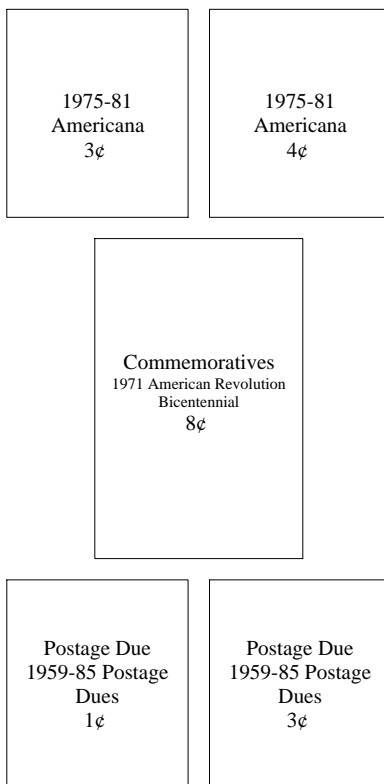 1975-81
Americana
3¢
1975-81
Americana
4¢
Commemoratives
1971 American Revolution
Bicentennial
8¢
Postage Due
1959-85 Postage
Dues
1¢
Postage Due
1959-85 Postage
Dues
3¢